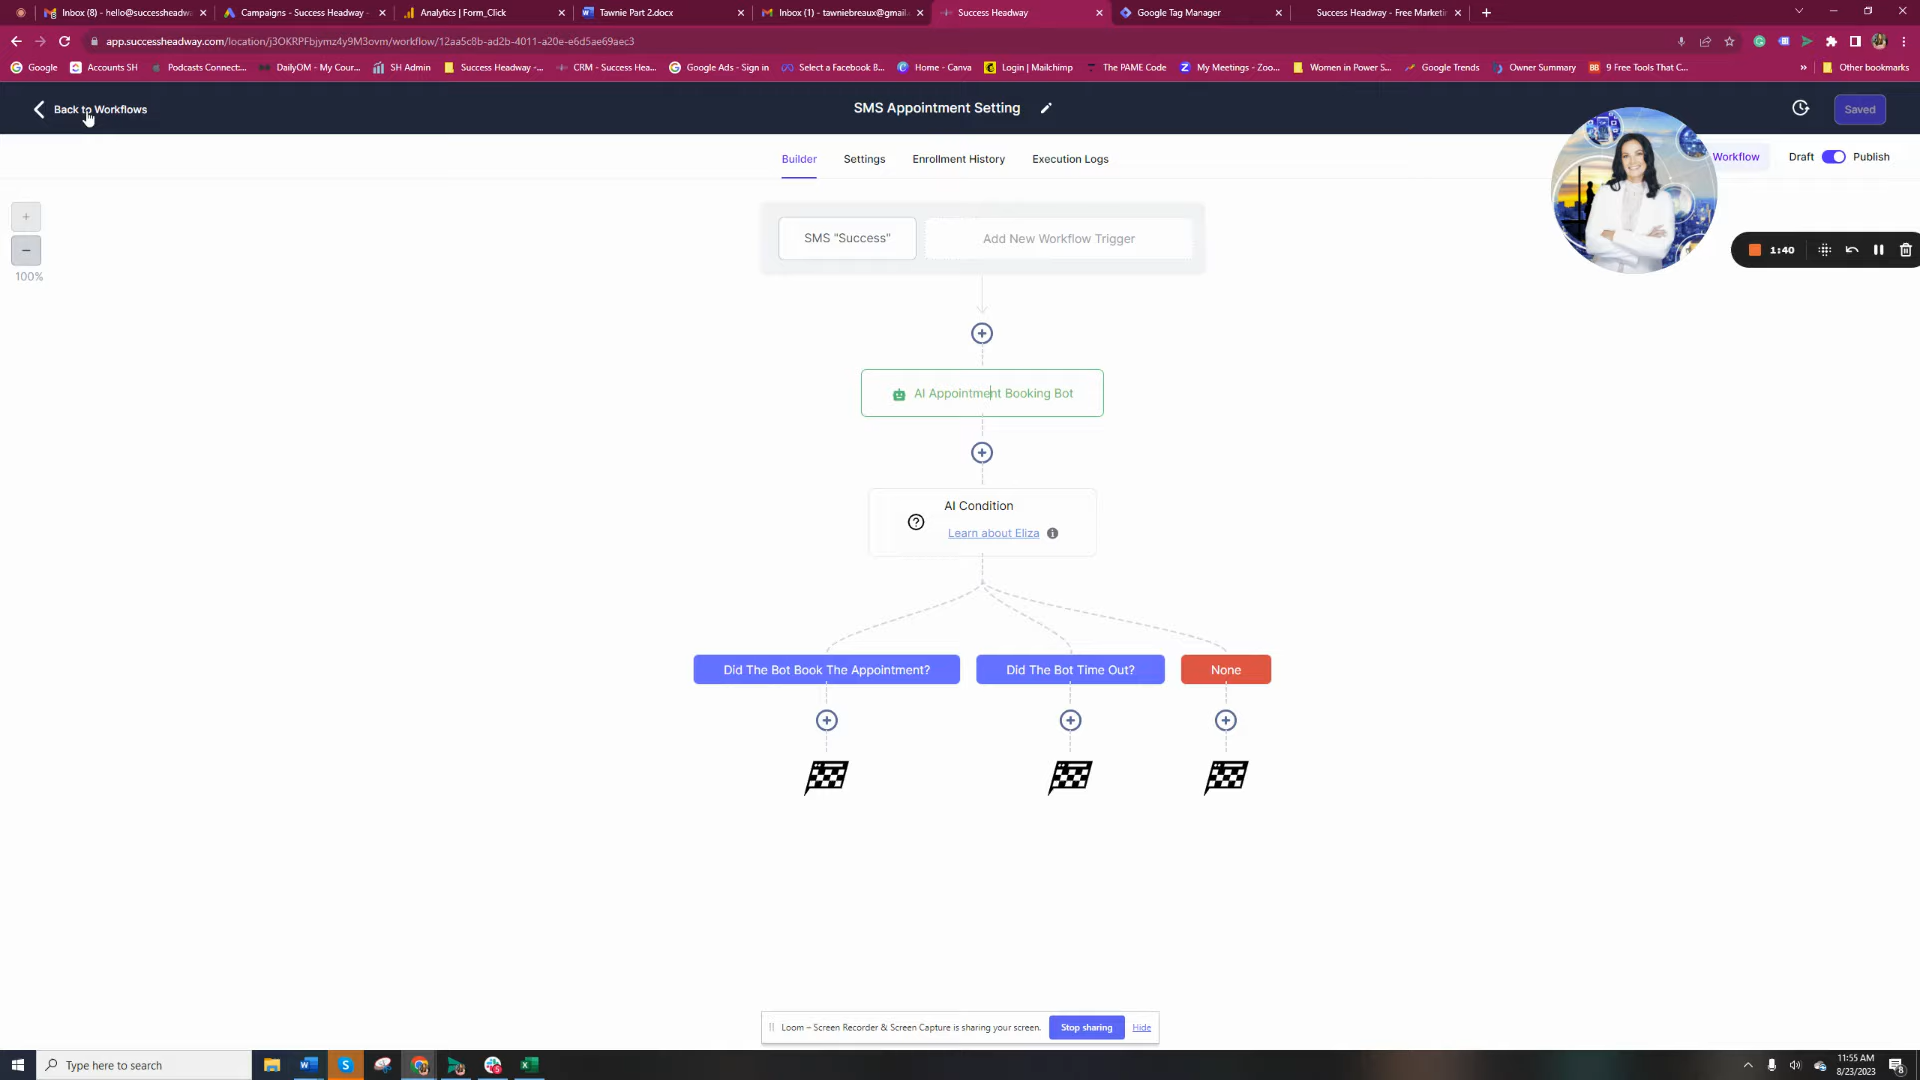 Inbox (8) - hello@successheadwa
Campaigns - Success Headway -
Analytics | Form_Click
Tawnie Part 2.docx
Inbox (1) - tawniebreaux@gmail.
Success Headway
Google Tag Manager
Success Headway - Free Marketin
app.successheadway.com/location/j3OKRPFbjymz4y9M3ovm/workflow/12aa5c8b-ad2b-4011-a20e-e6d5ae69aec3
Google
Accounts SH
Podcasts Connect:...
DailyOM - My Cour...
SH Admin
Success Headway -...
CRM - Success Hea...
Google Ads - Sign in
Select a Facebook B...
Home - Canva
Login | Mailchimp
The PAME Code
My Meetings - Zoo...
Women in Power S...
Google Trends
Owner Summary
9 Free Tools That C...
Other bookmarks
Back to Workflows
SMS Appointment Setting
Saved
Builder
Settings
Enrollment History
Execution Logs
Workflow
Draft
Publish
100%
SMS "Success"
Add New Workflow Trigger
1:40
AI Appointment Booking Bot
AI Condition
Learn about Eliza
Did The Bot Book The Appointment?
Did The Bot Time Out?
None
Loom – Screen Recorder & Screen Capture is sharing your screen.
Stop sharing
Hide
Type here to search
11:55 AM
8/23/2023